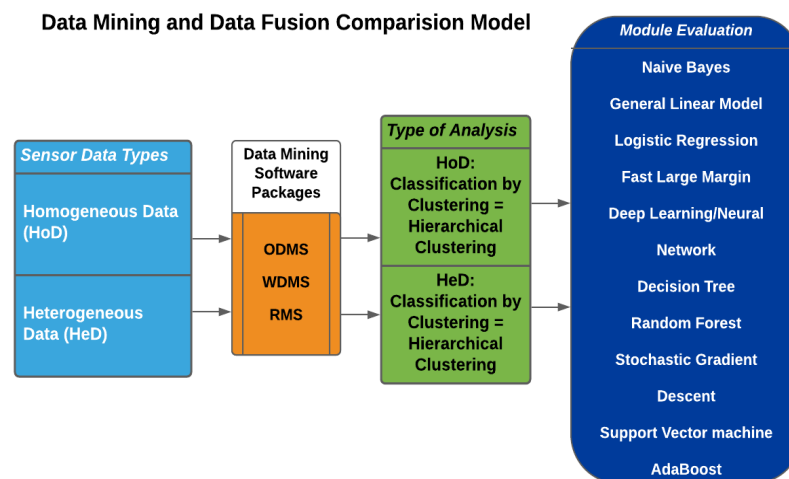 Data Mining and Data Fusion Comparision Model
Sensor Data Types
Homogeneous Data
(HoD)
Heterogeneous
Data (HeD)
Data Mining
Software
Packages
ODMS
WDMS
RMS
Type of Analysis
HoD:
Classification by
Clustering =
Hierarchical
Clustering
HeD:
Classification by
Clustering =
Hierarchical
Clustering
Module Evaluation
Naive Bayes
General Linear Model
Logistic Regression
Fast Large Margin
Deep Learning/Neural
Network
Decision Tree
Random Forest
Stochastic Gradient
Descent
Support Vector machine
AdaBoost